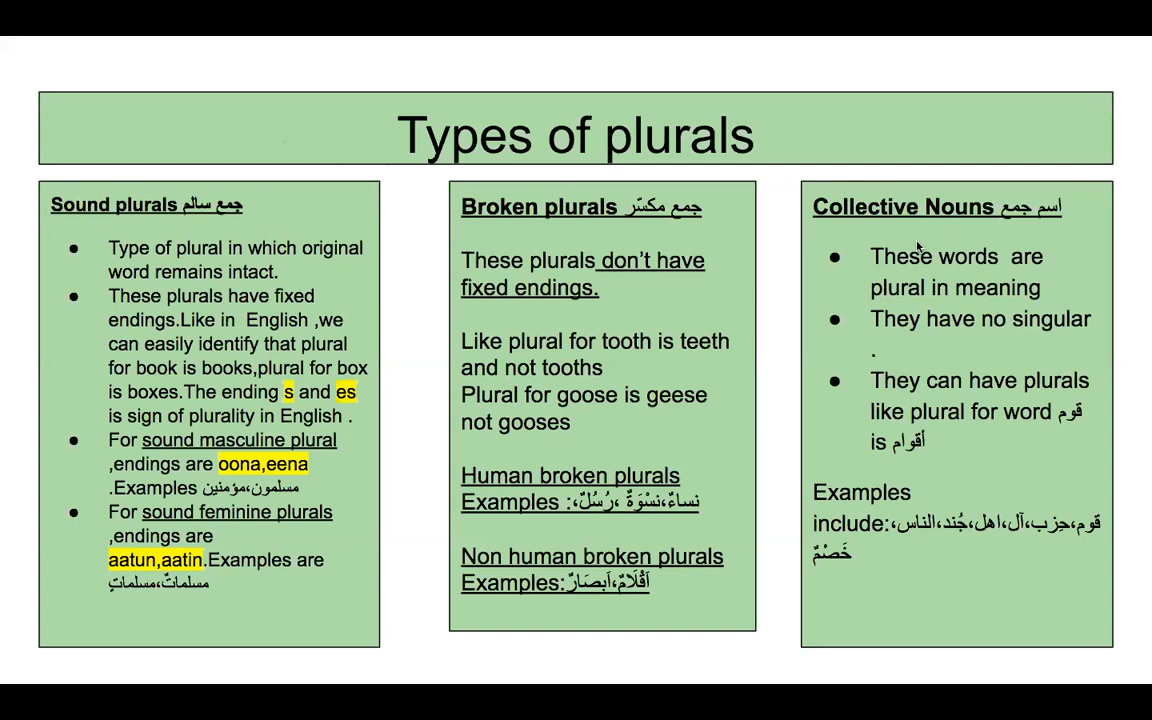 Types of plurals
Sound plurals جمع سالم
● Type of plural in which original
word remains intact.
● These plurals have fixed
endings.Like in English ,we
can easily identify that plural
for book is books,plural for box
is boxes.The ending s and es
is sign of plurality in English .
● For sound masculine plural
,endings are oona,eena
.Examples مسلمون،مؤمنين
● For sound feminine plurals
,endings are
aatun,aatin.Examples are
مسلماتٌ،مسلماتٍ
Broken plurals جمع مكسّر
These plurals don't have
fixed endings.
Like plural for tooth is teeth
and not tooths
Plural for goose is geese
not gooses
Human broken plurals
Examples :نساءٌ،نسْوَةٌ ،رُسُلٌ،
Non human broken plurals
Examples:اَقْلَامٌ،اَبصَارٌ
Collective Nouns اسم جمع
● These words are
plural in meaning
● They have no singular
.
● They can have plurals
like plural for word قوم
is أقوام
Examples
include:قوم،حِزب،آل،اهل،جُند،الناس،
خَصْمٌ